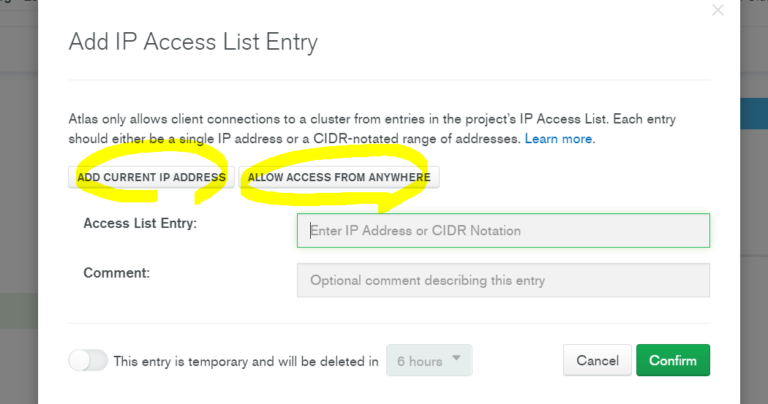 Add IP Access List Entry
Atlas only allows client connections to a cluster from entries in the project's IP Access List. Each entry
should either be a single IP address or a CIDR-notated range of addresses. Learn more.
ADD CURRENT IP ADDRESS ALLOW ACCESS FROM ANYWHERE
Access List Entry: Enter IP Address or CIDR Notation
Comment: Optional comment describing this entry
This entry is temporary and will be deleted in 6 hours Cancel Confirm